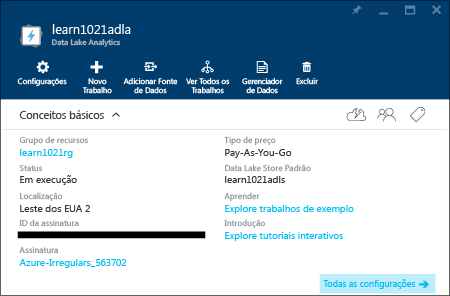 learn1021adla
Data Lake Analytics
Configurações
Novo
Trabalho
Adicionar Fonte
de Dados
Ver Todos os
Trabalhos
Gerenciador
de Dados
Excluir
Conceitos básicos
Grupo de recursos
learn1021rg
Status
Em execução
Localização
Leste dos EUA 2
ID da assinatura
Assinatura
Azure-Irregulars_563702
Tipo de preço
Pay-As-You-Go
Data Lake Store Padrão
learn1021adls
Aprender
Explore trabalhos de exemplo
Introdução
Explore tutoriais interativos
Todas as configurações